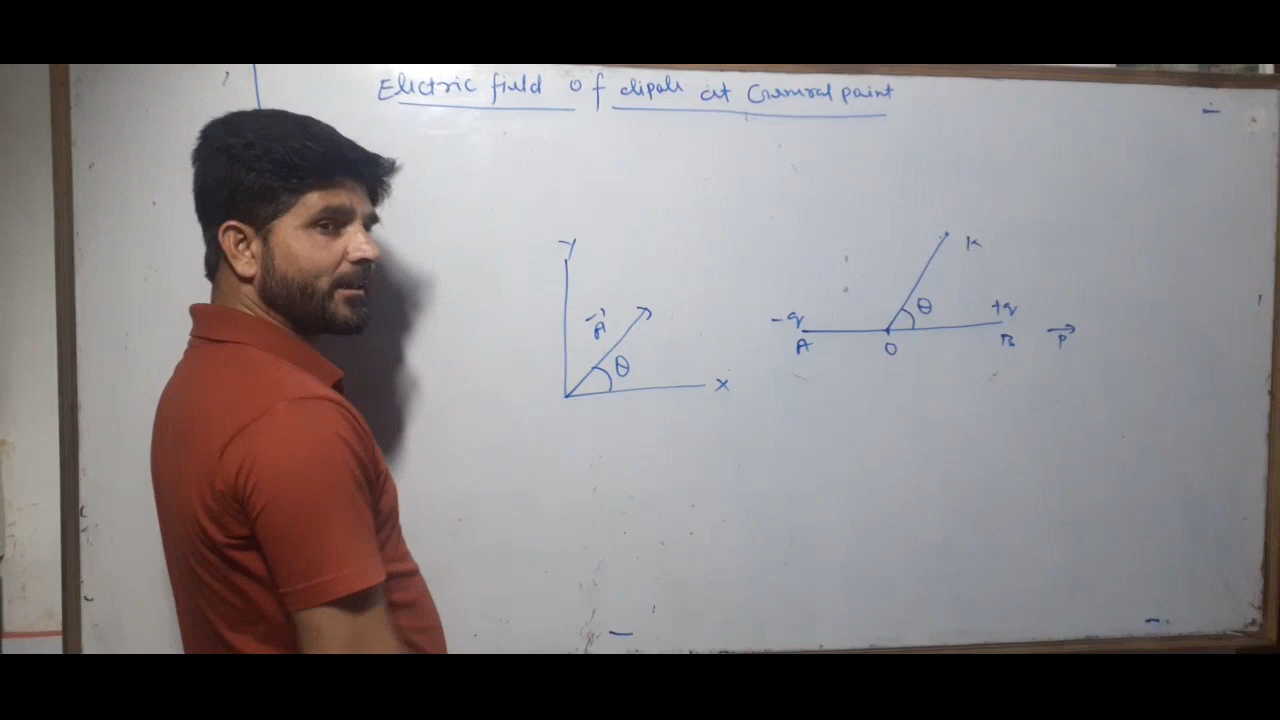 Electric field of dipole at General point
Y
K
A⃗
θ
+q
-q
θ
A
O
B
P⃗
X